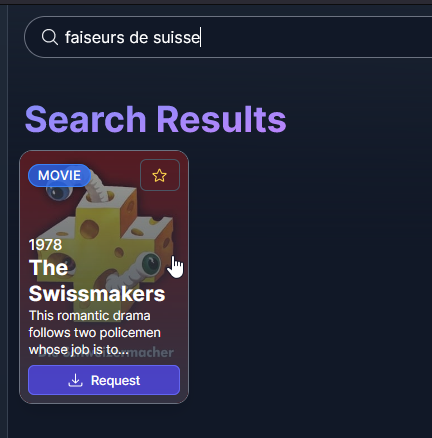 faiseurs de suisse
Search Results
MOVIE
1978
The
Swissmakers
This romantic drama
follows two policemen
whose job is to...
Request